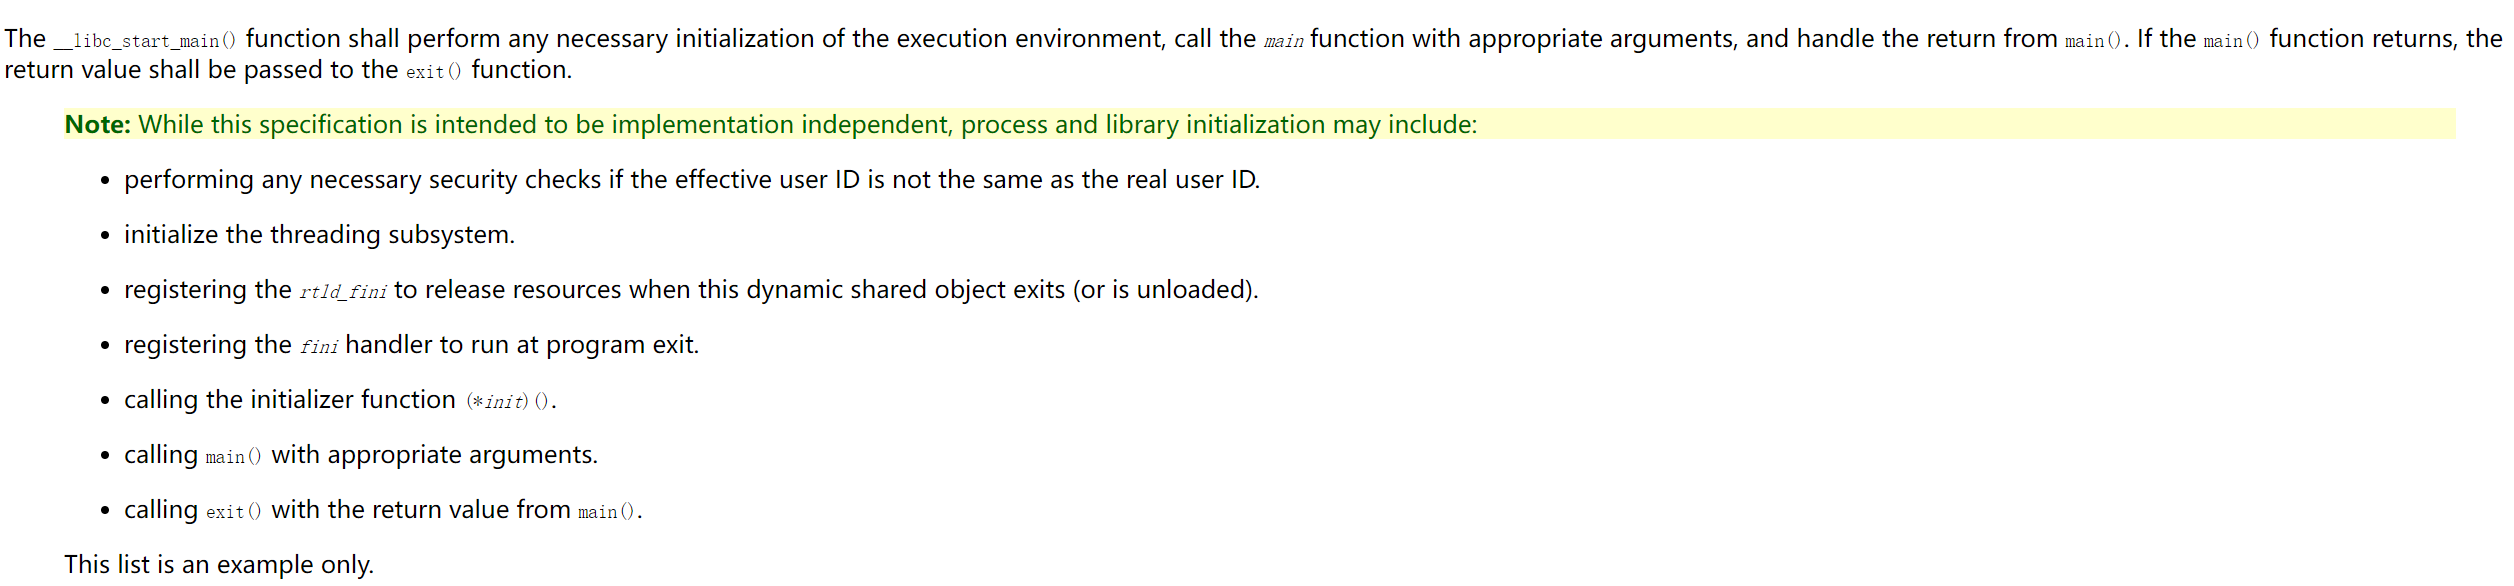 The __libc_start_main() function shall perform any necessary initialization of the execution environment, call the main function with appropriate arguments, and handle the return from main(). If the main() function returns, the
return value shall be passed to the exit() function.
Note: While this specification is intended to be implementation independent, process and library initialization may include:
• performing any necessary security checks if the effective user ID is not the same as the real user ID.
• initialize the threading subsystem.
• registering the rtld_fini to release resources when this dynamic shared object exits (or is unloaded).
• registering the fini handler to run at program exit.
• calling the initializer function (*init)().
• calling main() with appropriate arguments.
• calling exit() with the return value from main().
This list is an example only.